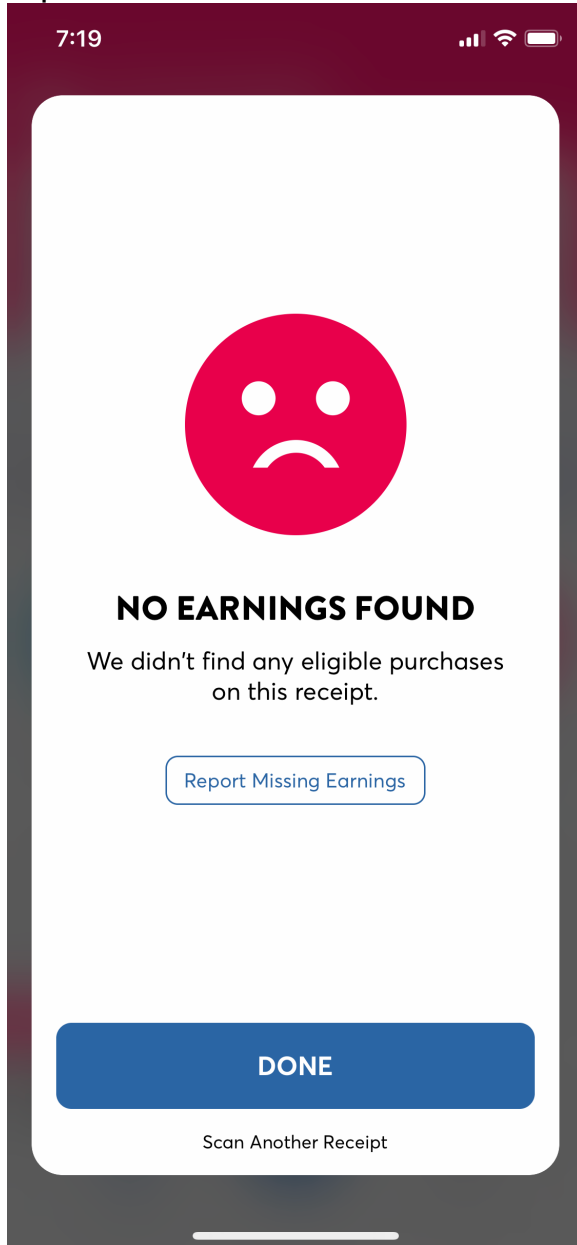 7:19
NO EARNINGS FOUND
We didn't find any eligible purchases
on this receipt.
Report Missing Earnings
DONE
Scan Another Receipt